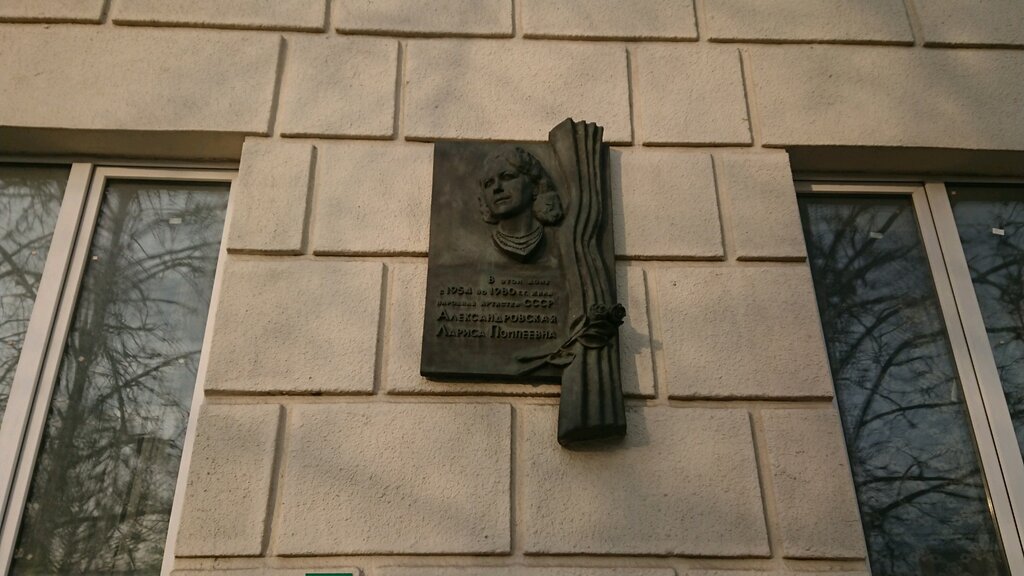 В этом доме
с 1954 по 1980 гг. жила
народная артистка СССР
Александровская
Лариса Помпеевна